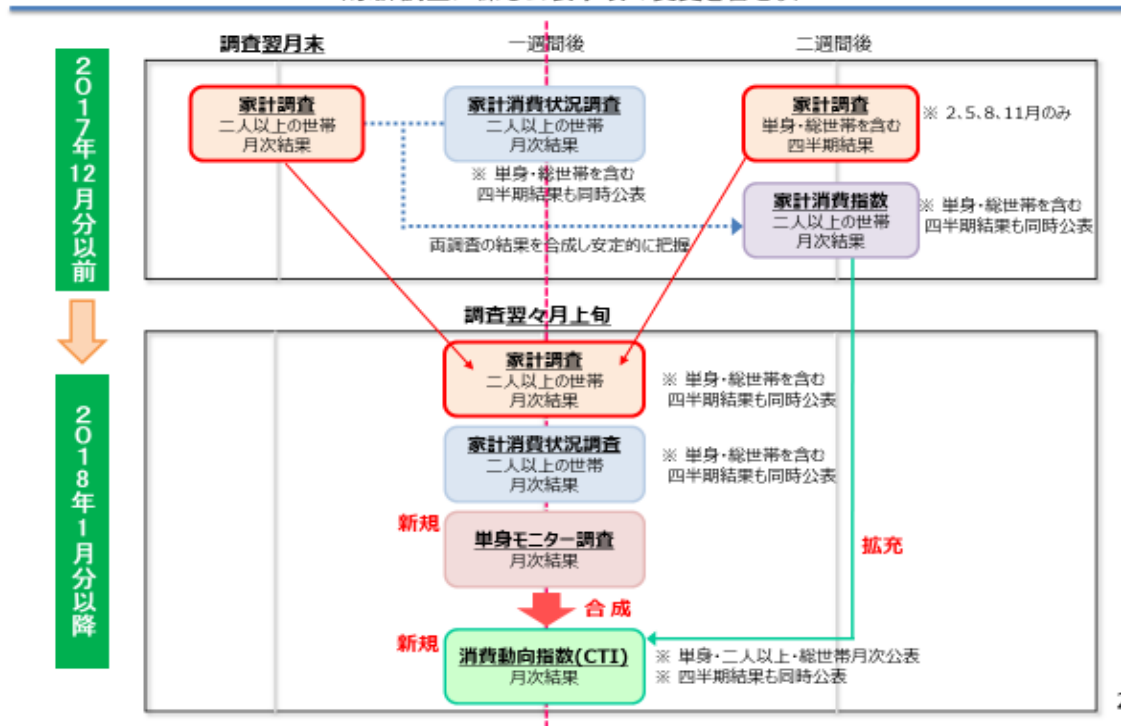 調査翌月末
一週間後
二週間後
2017年12月分以前
家計調査
二人以上の世帯
月次結果
家計消費状況調査
二人以上の世帯
月次結果
※ 単身・総世帯を含む
四半期結果も同時公表
家計調査
単身・総世帯を含む
四半期結果
※ 2.5.8.11月のみ
家計消費指数
二人以上の世帯
月次結果
※ 単身・総世帯を含む
四半期結果も同時公表
両調査の結果を合成し安定的に把握
調査翌々月上旬
2018年1月分以降
家計調査
二人以上の世帯
月次結果
※ 単身・総世帯を含む
四半期結果も同時公表
家計消費状況調査
二人以上の世帯
月次結果
※ 単身・総世帯を含む
四半期結果も同時公表
新規
単身モニター調査
月次結果
拡充
合成
新規
消費動向指数(CTI)
月次結果
※ 単身・二人以上・総世帯月次公表
※ 四半期結果も同時公表